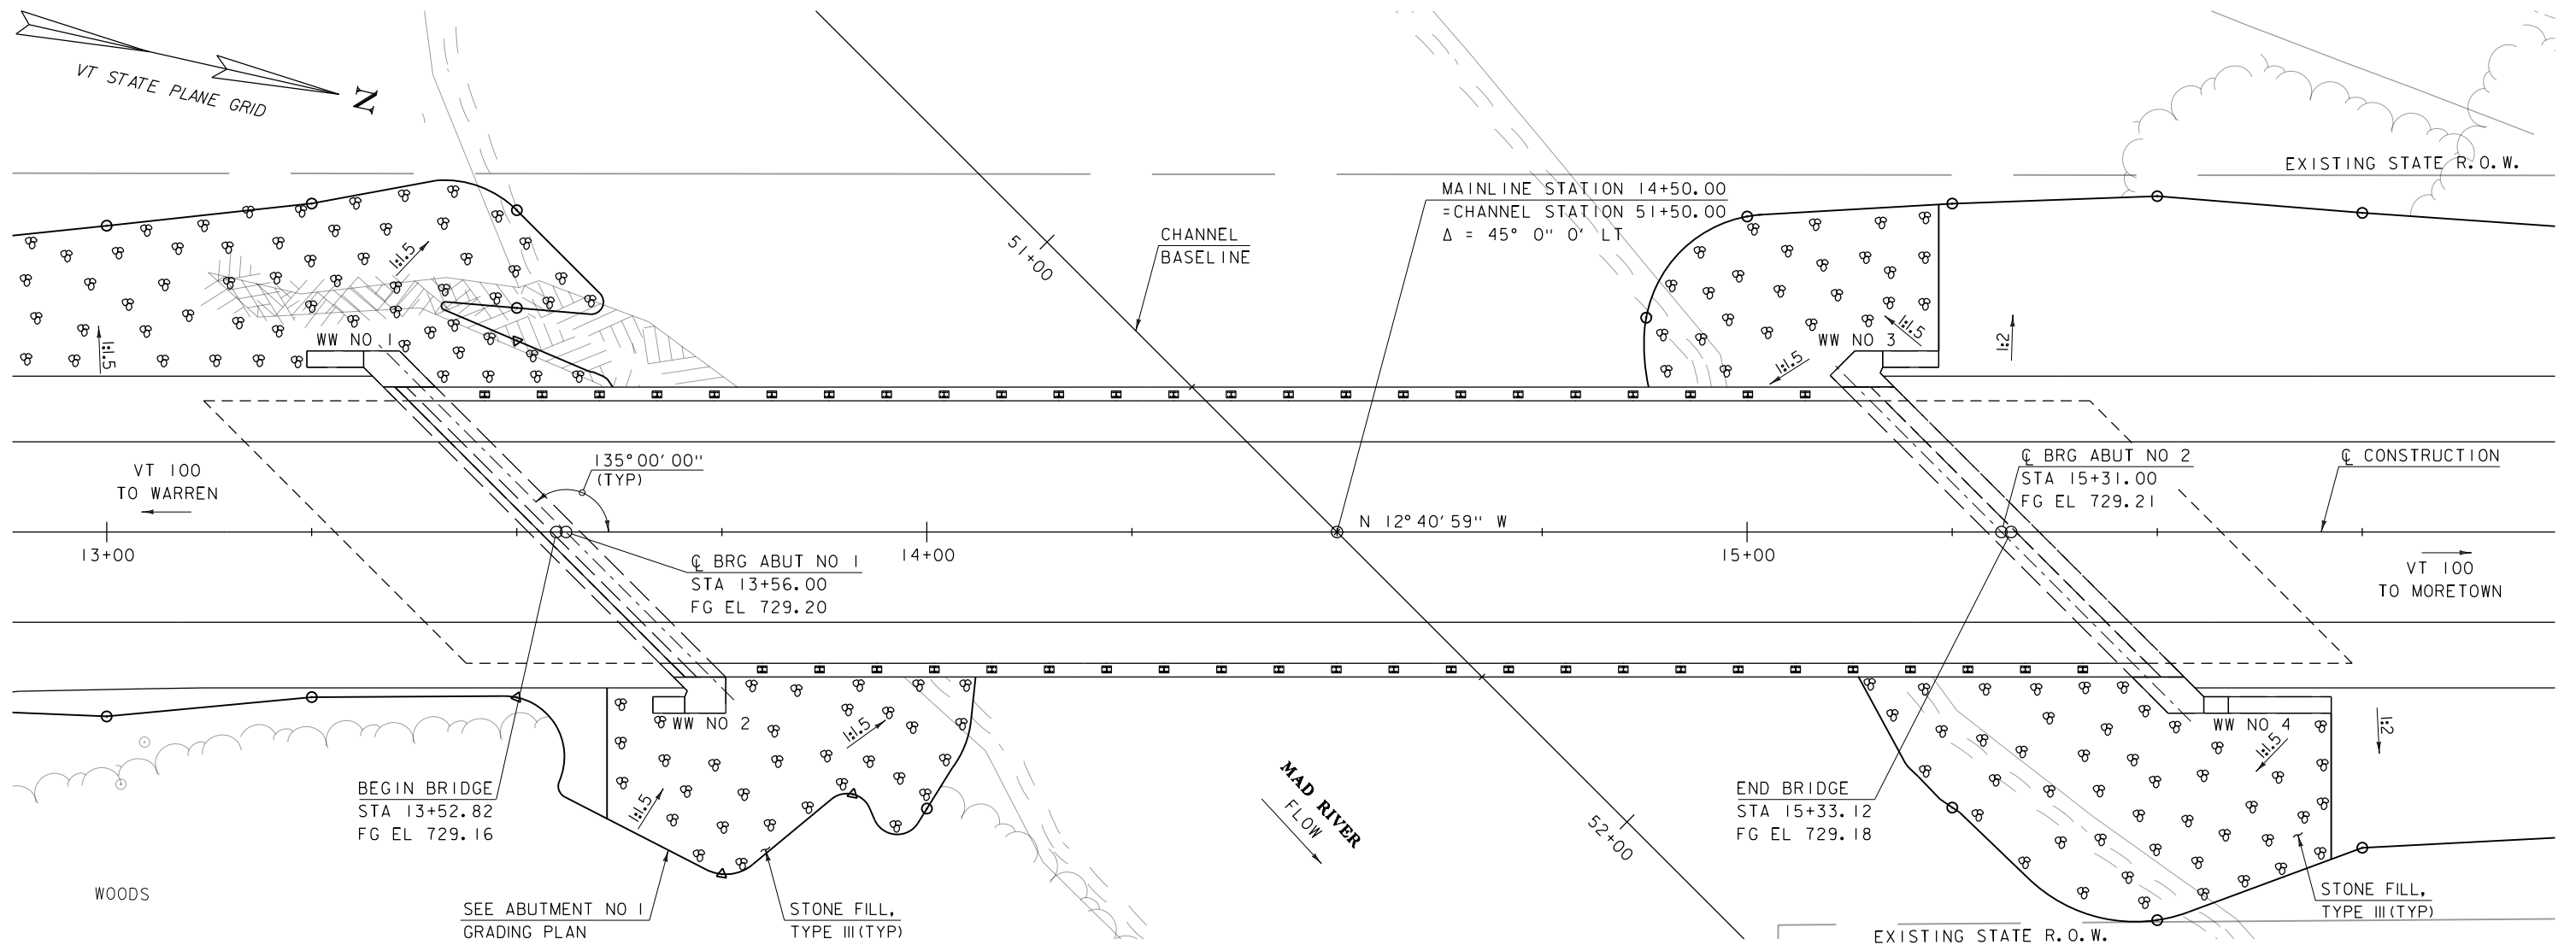 N
VT STATE PLANE GRID
EXISTING STATE R.O.W.
MAINLINE STATION 14+50.00
=CHANNEL STATION 51+50.00
Δ = 45° 0" 0' LT
51+00
CHANNEL
BASELINE
1:1.5
1:1.5
WW NO 1
1:1.5
WW NO 3
1:1.5
1:2
VT 100
TO WARREN
135°00'00"
(TYP)
℄ BRG ABUT NO 2
STA 15+31.00
FG EL 729.21
℄ CONSTRUCTION
N 12°40'59" W
13+00
14+00
15+00
℄ BRG ABUT NO 1
STA 13+56.00
FG EL 729.20
VT 100
TO MORETOWN
WW NO 2
1:1.5
1:1.5
WW NO 4
1:1.5
1:2
BEGIN BRIDGE
STA 13+52.82
FG EL 729.16
MAD RIVER
FLOW
52+00
END BRIDGE
STA 15+33.12
FG EL 729.18
WOODS
SEE ABUTMENT NO 1
GRADING PLAN
STONE FILL,
TYPE III (TYP)
STONE FILL,
TYPE III (TYP)
EXISTING STATE R.O.W.